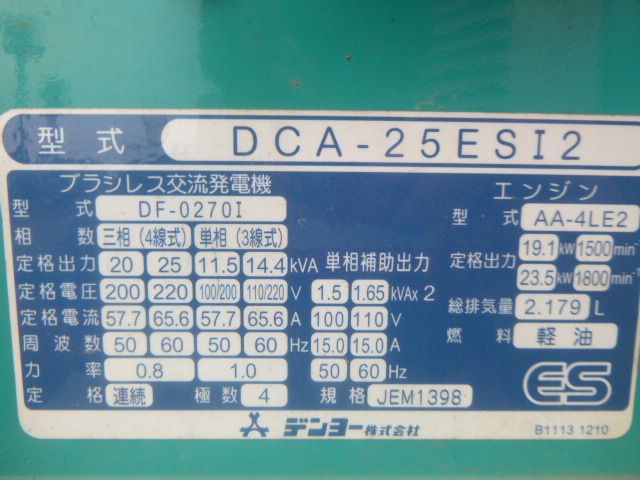 型式 DCA-25ESI2
ブラシレス交流発電機 エンジン
型式 DF-0270I 型式 AA-4LE2
相数 三相(4線式) 単相(3線式) 19.1 kW 1500 min⁻¹
定格出力 20 25 11.5 14.4 kVA 単相補助出力 定格出力
定格電圧 200 220 100/200 110/220 V 1.5 1.65 kVA×2 23.5 kW 1800 min⁻¹
定格電流 57.7 65.6 57.7 65.6 A 100 110 V 総排気量 2.179 L
周波数 50 60 50 60 Hz 15.0 15.0 A 燃料 軽油
力率 0.8 1.0 50 60 Hz
定格 連続 極数 4 規格 JEM1398 ES
デンヨー株式会社 B1113 1210